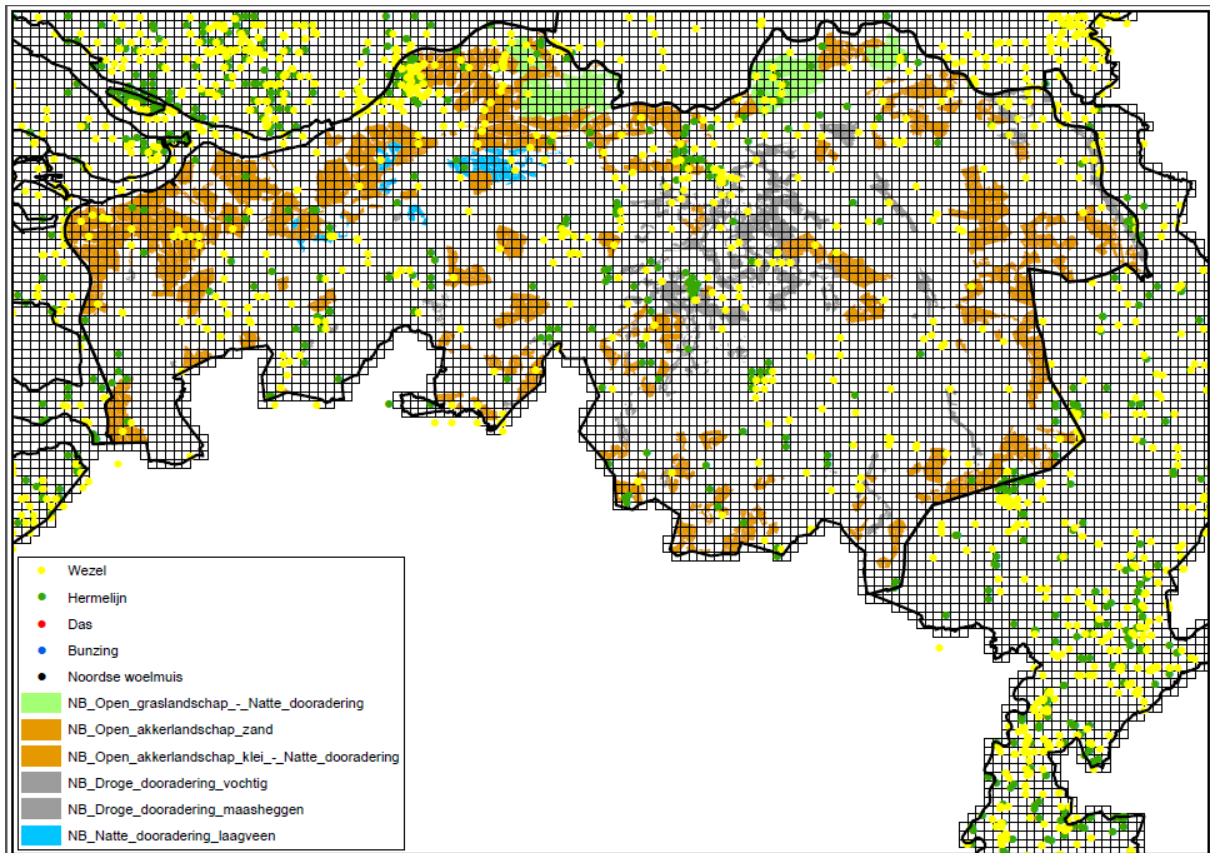 Wezel
Hermelijn
Das
Bunzing
Noordse woelmuis
NB_Open_graslandschap_-_Natte_dooradering
NB_Open_akkerlandschap_zand
NB_Open_akkerlandschap_klei_-_Natte_dooradering
NB_Droge_dooradering_vochtig
NB_Droge_dooradering_maasheggen
NB_Natte_dooradering_laagveen